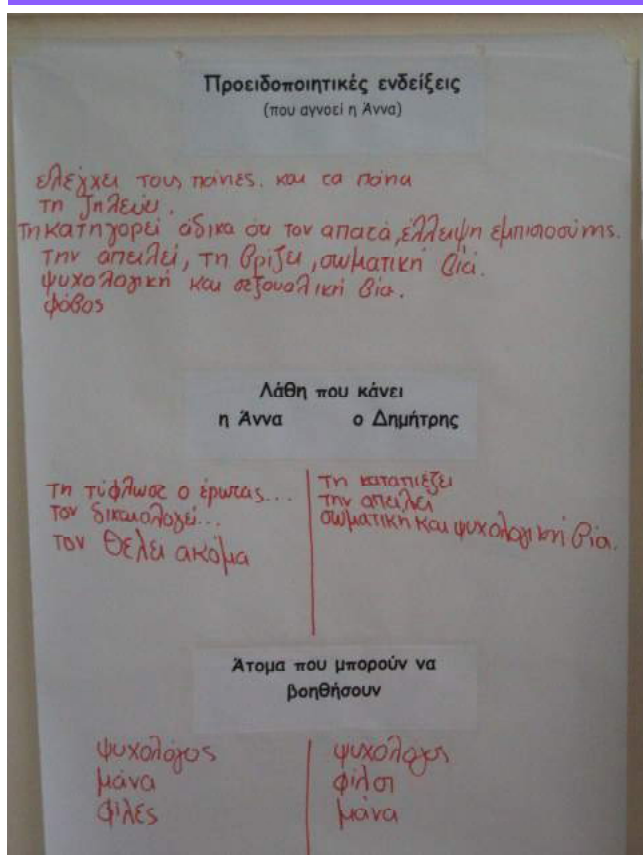 Προειδοποιητικές ενδείξεις
(που αγνοεί η Άννα)
ελέγχει τους πάντες. και τα πάντα
τη ζηλεύει.
τη κατηγορεί άδικα ότι τον απατά, έλλειψη εμπιστοσύνης.
την απειλεί, τη βρίζει, σωματική βία.
ψυχολογική και σεξουαλική βία.
φόβος
Λάθη που κάνει
η Άννα ο Δημήτρης
τη τύφλωσε ο έρωτας...
τον δικαιολογεί...
τον θέλει ακόμα
τη καταπιέζει
την απειλεί
σωματική και ψυχολογική βία.
Άτομα που μπορούν να
βοηθήσουν
ψυχολόγος
μάνα
φίλες
ψυχολόγος
φίλοι
μάνα